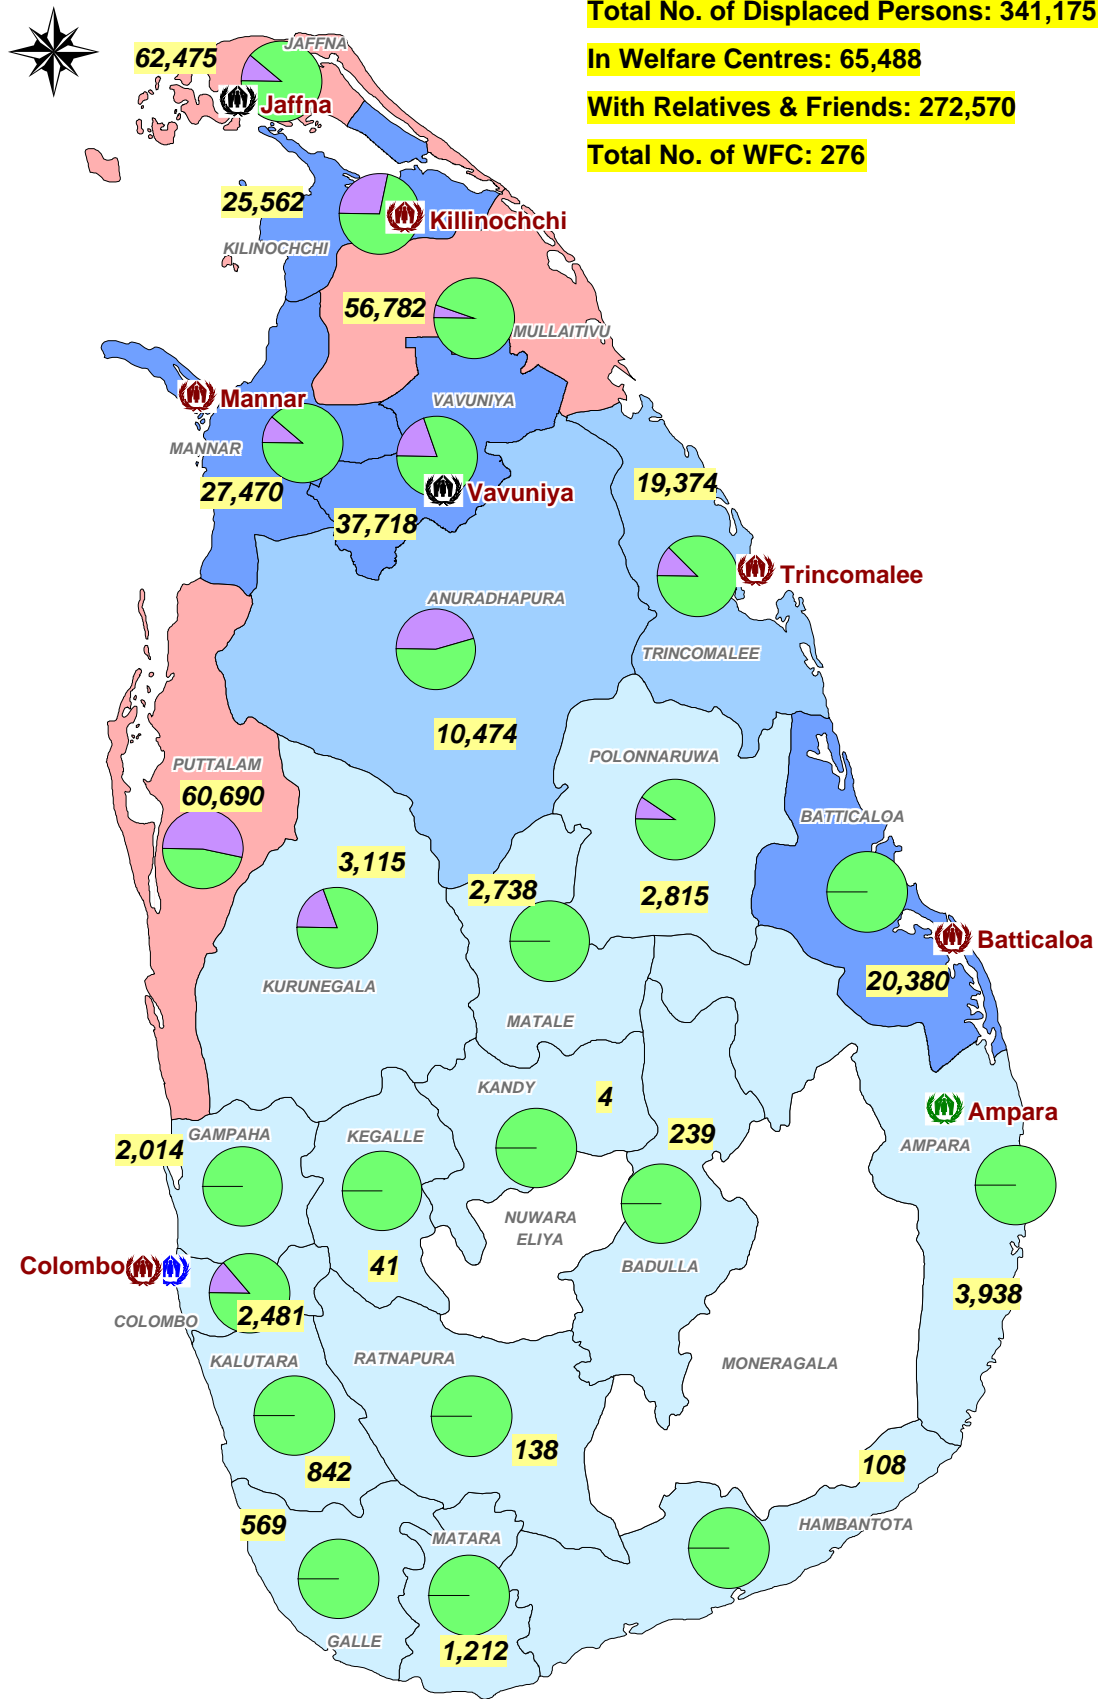 Total No. of Displaced Persons: 341,175
In Welfare Centres: 65,488
With Relatives & Friends: 272,570
Total No. of WFC: 276
JAFFNA
62,475
Jaffna
25,562
Killinochchi
KILINOCHCHI
56,782
MULLAITIVU
Mannar
VAVUNIYA
MANNAR
27,470
Vavuniya
37,718
19,374
Trincomalee
ANURADHAPURA
TRINCOMALEE
10,474
POLONNARUWA
PUTTALAM
60,690
BATTICALOA
3,115
2,738
2,815
Batticaloa
20,380
KURUNEGALA
MATALE
KANDY
4
Ampara
GAMPAHA
KEGALLE
239
AMPARA
2,014
NUWARA
ELIYA
Colombo
41
BADULLA
3,938
COLOMBO
2,481
KALUTARA
RATNAPURA
MONERAGALA
138
842
108
569
MATARA
HAMBANTOTA
GALLE
1,212